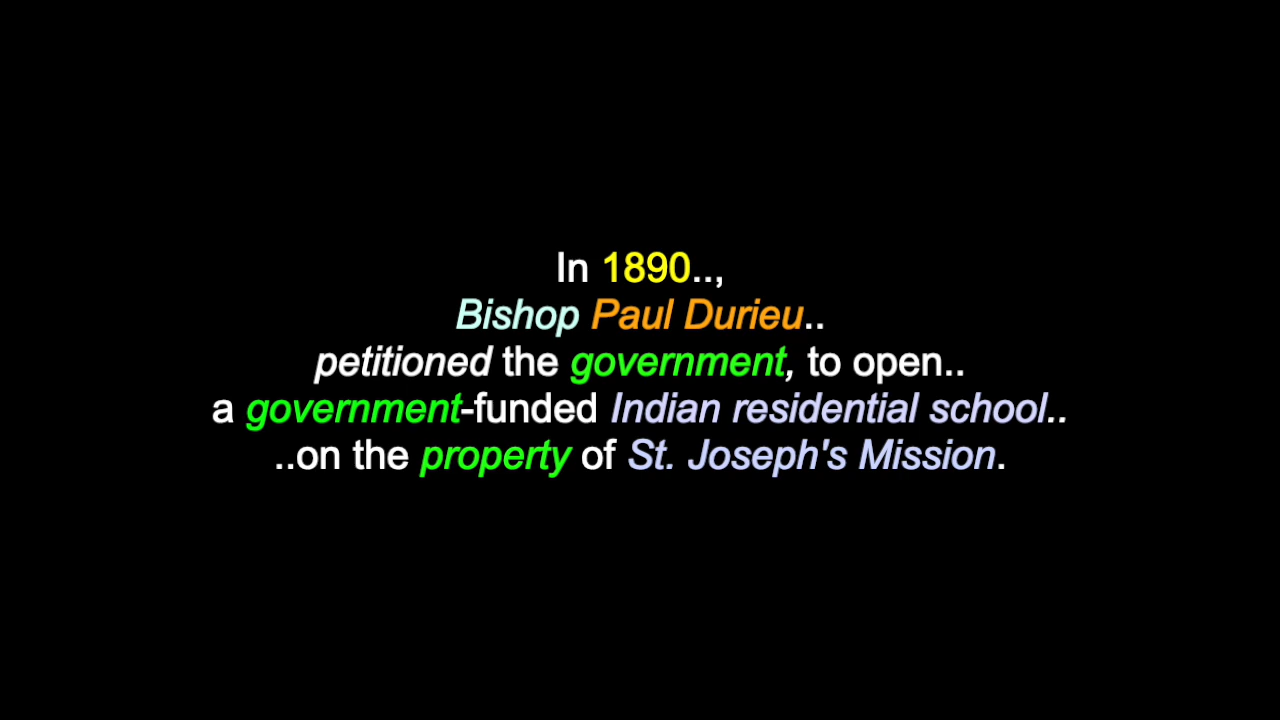 In 1890..,
Bishop Paul Durieu..
petitioned the government, to open..
a government-funded Indian residential school..
..on the property of St. Joseph's Mission.